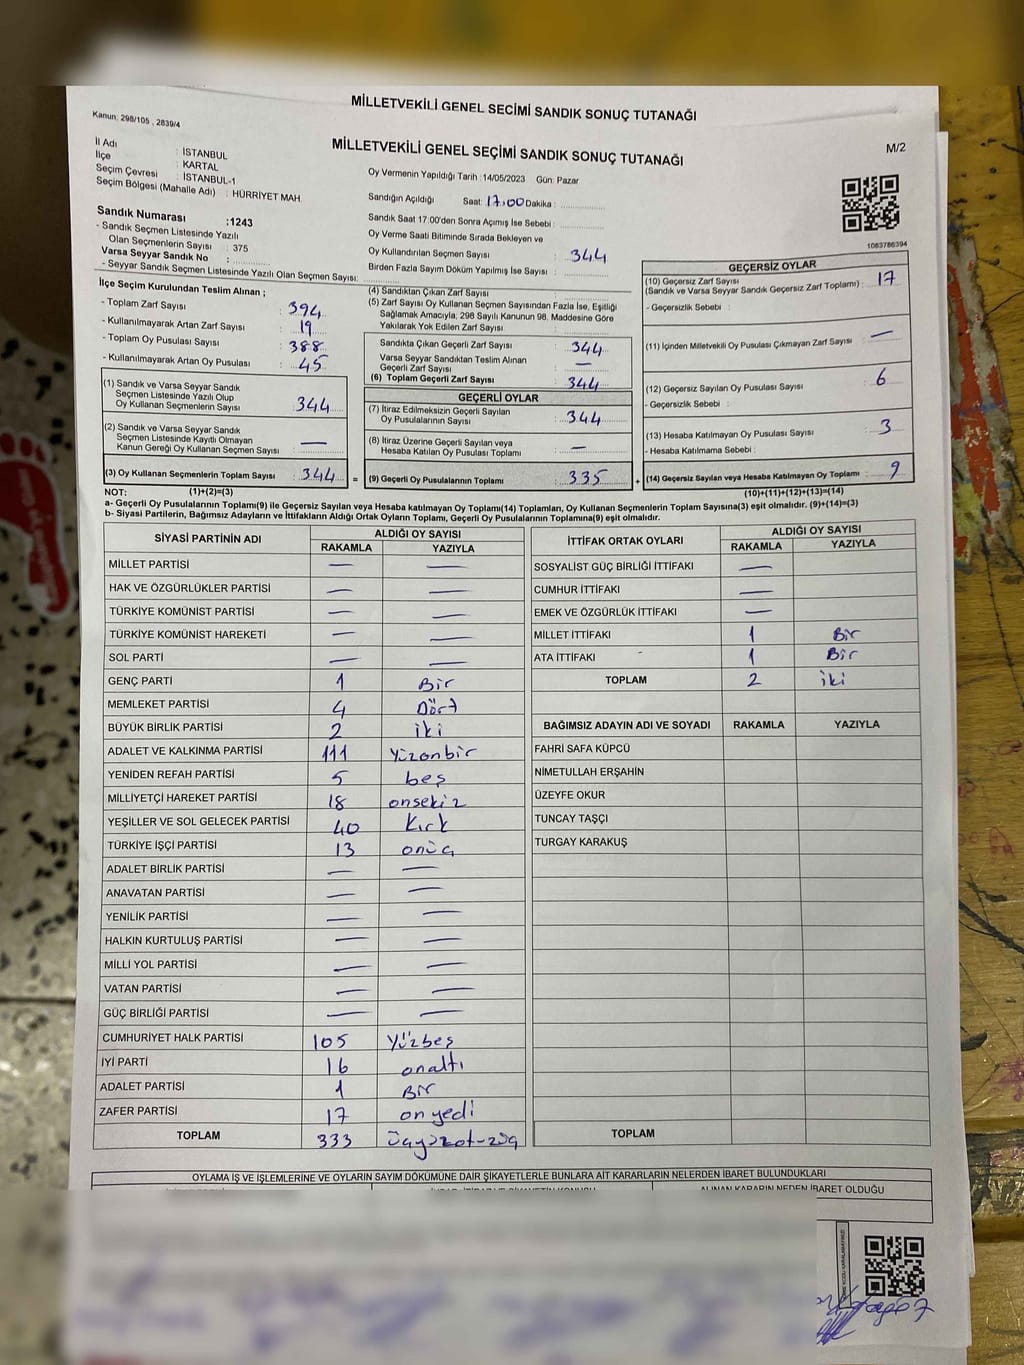 MİLLETVEKİLİ GENEL SECİMİ SANDIK SONUÇ TUTANAĞI
Kanun: 298/105 , 2839/4
MİLLETVEKİLİ GENEL SEÇİMİ SANDIK SONUÇ TUTANAĞI
M/2
İl Adı : İSTANBUL
İlçe : KARTAL
Seçim Çevresi : İSTANBUL-1
Seçim Bölgesi (Mahalle Adı) : HÜRRİYET MAH.
Oy Vermenin Yapıldığı Tarih :14/05/2023 Gün: Pazar
Sandığın Açıldığı Saat: 17.00 Dakika :
Sandık Saat 17.00'den Sonra Açımış İse Sebebi :
Oy Verme Saati Bitiminde Sırada Bekleyen ve
Oy Kullandırılan Seçmen Sayısı : 344
Birden Fazla Sayım Döküm Yapılmış İse Sayısı :
1063786394
Sandık Numarası :1243
- Sandık Seçmen Listesinde Yazılı
Olan Seçmenlerin Sayısı : 375
Varsa Seyyar Sandık No :
- Seyyar Sandık Seçmen Listesinde Yazılı Olan Seçmen Sayısı:
İlçe Seçim Kurulundan Teslim Alınan ;
- Toplam Zarf Sayısı : 394
- Kullanılmayarak Artan Zarf Sayısı : 19
- Toplam Oy Pusulası Sayısı : 388
- Kullanılmayarak Artan Oy Pusulası : 45
(1) Sandık ve Varsa Seyyar Sandık
Seçmen Listesinde Yazılı Olup
Oy Kullanan Seçmenlerin Sayısı : 344
(2) Sandık ve Varsa Seyyar Sandık
Seçmen Listesinde Kayıtlı Olmayan
Kanun Gereği Oy Kullanan Seçmen Sayısı : —
(3) Oy Kullanan Seçmenlerin Toplam Sayısı : 344 =
(4) Sandıktan Çıkan Zarf Sayısı :
(5) Zarf Sayısı Oy Kullanan Seçmen Sayısından Fazla İse, Eşitliği
Sağlamak Amacıyla, 298 Sayılı Kanunun 98. Maddesine Göre
Yakılarak Yok Edilen Zarf Sayısı :
Sandıkta Çıkan Geçerli Zarf Sayısı : 344
Varsa Seyyar Sandıktan Teslim Alınan
Geçerli Zarf Sayısı : —
(6) Toplam Geçerli Zarf Sayısı : 344
GEÇERLİ OYLAR
(7) İtiraz Edilmeksizin Geçerli Sayılan
Oy Pusulalarının Sayısı : 344
(8) İtiraz Üzerine Geçerli Sayılan veya
Hesaba Katılan Oy Pusulası Toplamı : —
(9) Geçerli Oy Pusulalarının Toplamı : 335 +
GEÇERSİZ OYLAR
(10) Geçersiz Zarf Sayısı
(Sandık ve Varsa Seyyar Sandık Geçersiz Zarf Toplamı) : 17
- Geçersizlik Sebebi :
(11) İçinden Milletvekili Oy Pusulası Çıkmayan Zarf Sayısı : —
(12) Geçersiz Sayılan Oy Pusulası Sayısı : 6
- Geçersizlik Sebebi :
(13) Hesaba Katılmayan Oy Pusulası Sayısı : 3
- Hesaba Katılmama Sebebi :
(14) Geçersiz Sayılan veya Hesaba Katılmayan Oy Toplamı : 9
NOT: (1)+(2)=(3) (10)+(11)+(12)+(13)=(14)
a- Geçerli Oy Pusulalarının Toplamı(9) ile Geçersiz Sayılan veya Hesaba katılmayan Oy Toplamı(14) Toplamları, Oy Kullanan Seçmenlerin Toplam Sayısına(3) eşit olmalıdır. (9)+(14)=(3)
b- Siyasi Partilerin, Bağımsız Adayların ve İttifakların Aldığı Ortak Oyların Toplamı, Geçerli Oy Pusulalarının Toplamına(9) eşit olmalıdır.
SİYASİ PARTİNİN ADI ALDIĞI OY SAYISI
RAKAMLA YAZIYLA
MİLLET PARTİSİ — —
HAK VE ÖZGÜRLÜKLER PARTİSİ — —
TÜRKİYE KOMÜNİST PARTİSİ — —
TÜRKİYE KOMÜNİST HAREKETİ — —
SOL PARTİ — —
GENÇ PARTİ 1 Bir
MEMLEKET PARTİSİ 4 Dört
BÜYÜK BİRLİK PARTİSİ 2 iki
ADALET VE KALKINMA PARTİSİ 111 Yüzonbir
YENİDEN REFAH PARTİSİ 5 beş
MİLLİYETÇİ HAREKET PARTİSİ 18 onsekiz
YEŞİLLER VE SOL GELECEK PARTİSİ 40 Kırk
TÜRKİYE İŞÇİ PARTİSİ 13 onüç
ADALET BİRLİK PARTİSİ — —
ANAVATAN PARTİSİ — —
YENİLİK PARTİSİ — —
HALKIN KURTULUŞ PARTİSİ — —
MİLLİ YOL PARTİSİ — —
VATAN PARTİSİ — —
GÜÇ BİRLİĞİ PARTİSİ — —
CUMHURİYET HALK PARTİSİ 105 Yüzbeş
İYİ PARTİ 16 onaltı
ADALET PARTİSİ 1 Bir
ZAFER PARTİSİ 17 onyedi
TOPLAM 333 üçyüzotuzüç
İTTİFAK ORTAK OYLARI ALDIĞI OY SAYISI
RAKAMLA YAZIYLA
SOSYALİST GÜÇ BİRLİĞİ İTTİFAKI —
CUMHUR İTTİFAKI —
EMEK VE ÖZGÜRLÜK İTTİFAKI —
MİLLET İTTİFAKI 1 Bir
ATA İTTİFAKI 1 Bir
TOPLAM 2 iki
BAĞIMSIZ ADAYIN ADI VE SOYADI RAKAMLA YAZIYLA
FAHRİ SAFA KÜPCÜ
NİMETULLAH ERŞAHİN
ÜZEYFE OKUR
TUNCAY TAŞÇI
TURGAY KARAKUŞ
TOPLAM
OYLAMA İŞ VE İŞLEMLERİNE VE OYLARIN SAYIM DÖKÜMÜNE DAİR ŞİKAYETLERLE BUNLARA AİT KARARLARIN NELERDEN İBARET BULUNDUKLARI
ALINAN KARARIN NEDEN İBARET OLDUĞU